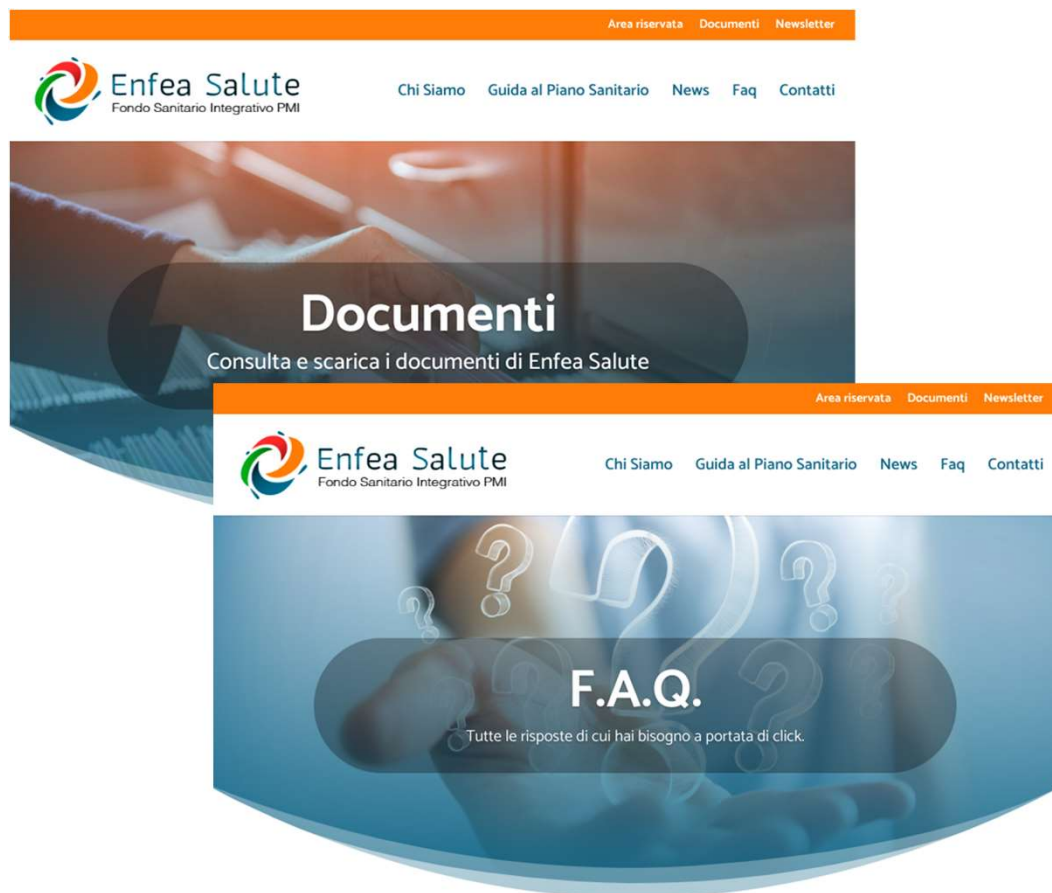 Area riservata Documenti Newsletter
Enfea Salute
Fondo Sanitario Integrativo PMI
Chi Siamo Guida al Piano Sanitario News Faq Contatti
Documenti
Consulta e scarica i documenti di Enfea Salute
Area riservata Documenti Newsletter
Enfea Salute
Fondo Sanitario Integrativo PMI
Chi Siamo Guida al Piano Sanitario News Faq Contatti
F.A.Q.
Tutte le risposte di cui hai bisogno a portata di click.